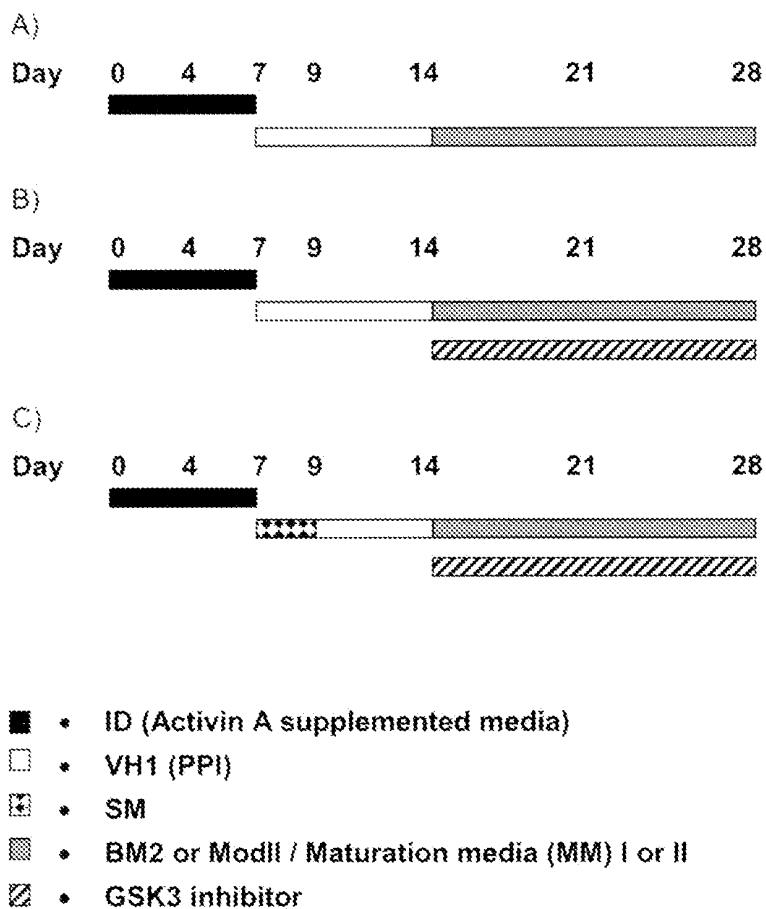 A)
Day 0 4 7 9 14 21 28
B)
Day 0 4 7 9 14 21 28
C)
Day 0 4 7 9 14 21 28
• ID (Activin A supplemented media)
• VH1 (PPI)
• SM
• BM2 or ModII / Maturation media (MM) I or II
• GSK3 inhibitor